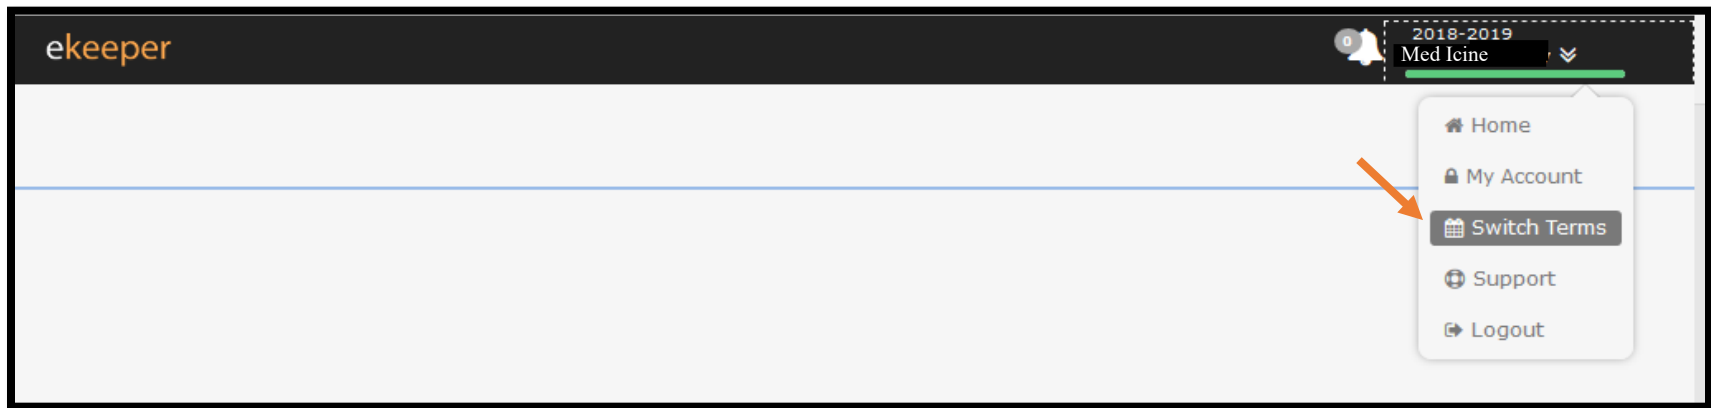 ekeeper
0
2018-2019
Med Icine
Home
My Account
Switch Terms
Support
Logout